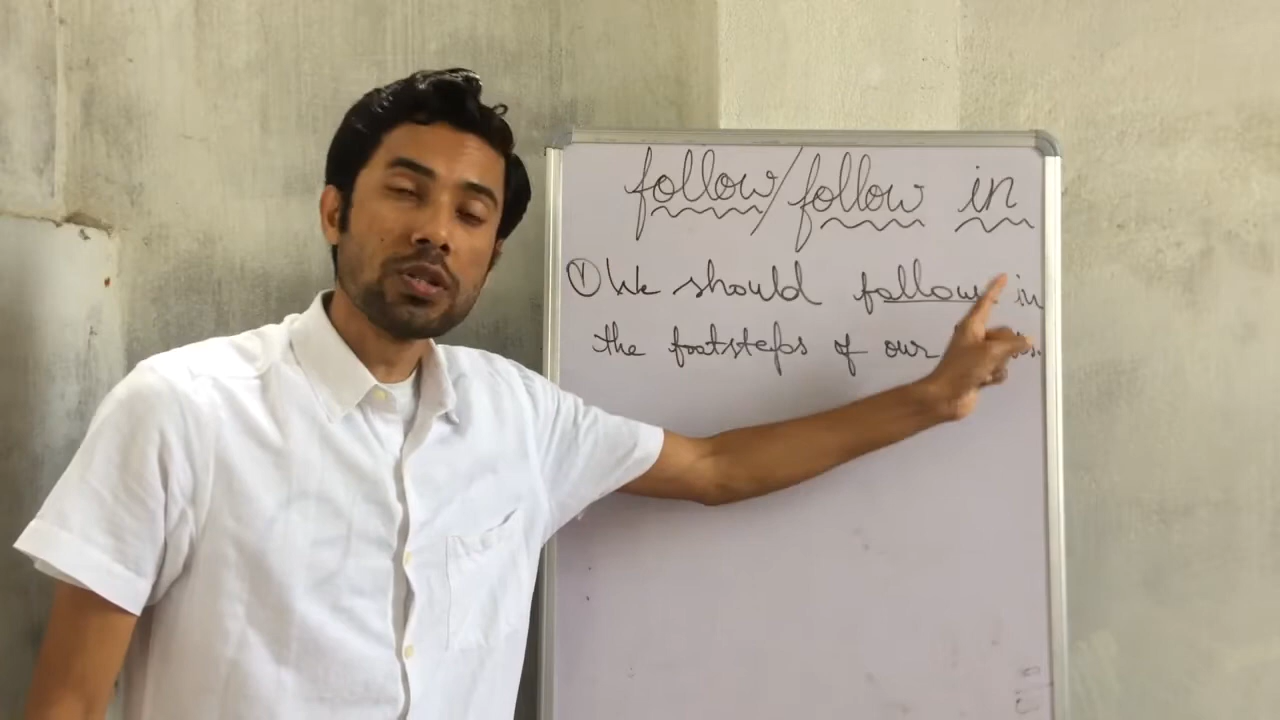 follow/follow in
① We should follow in
the footsteps of our